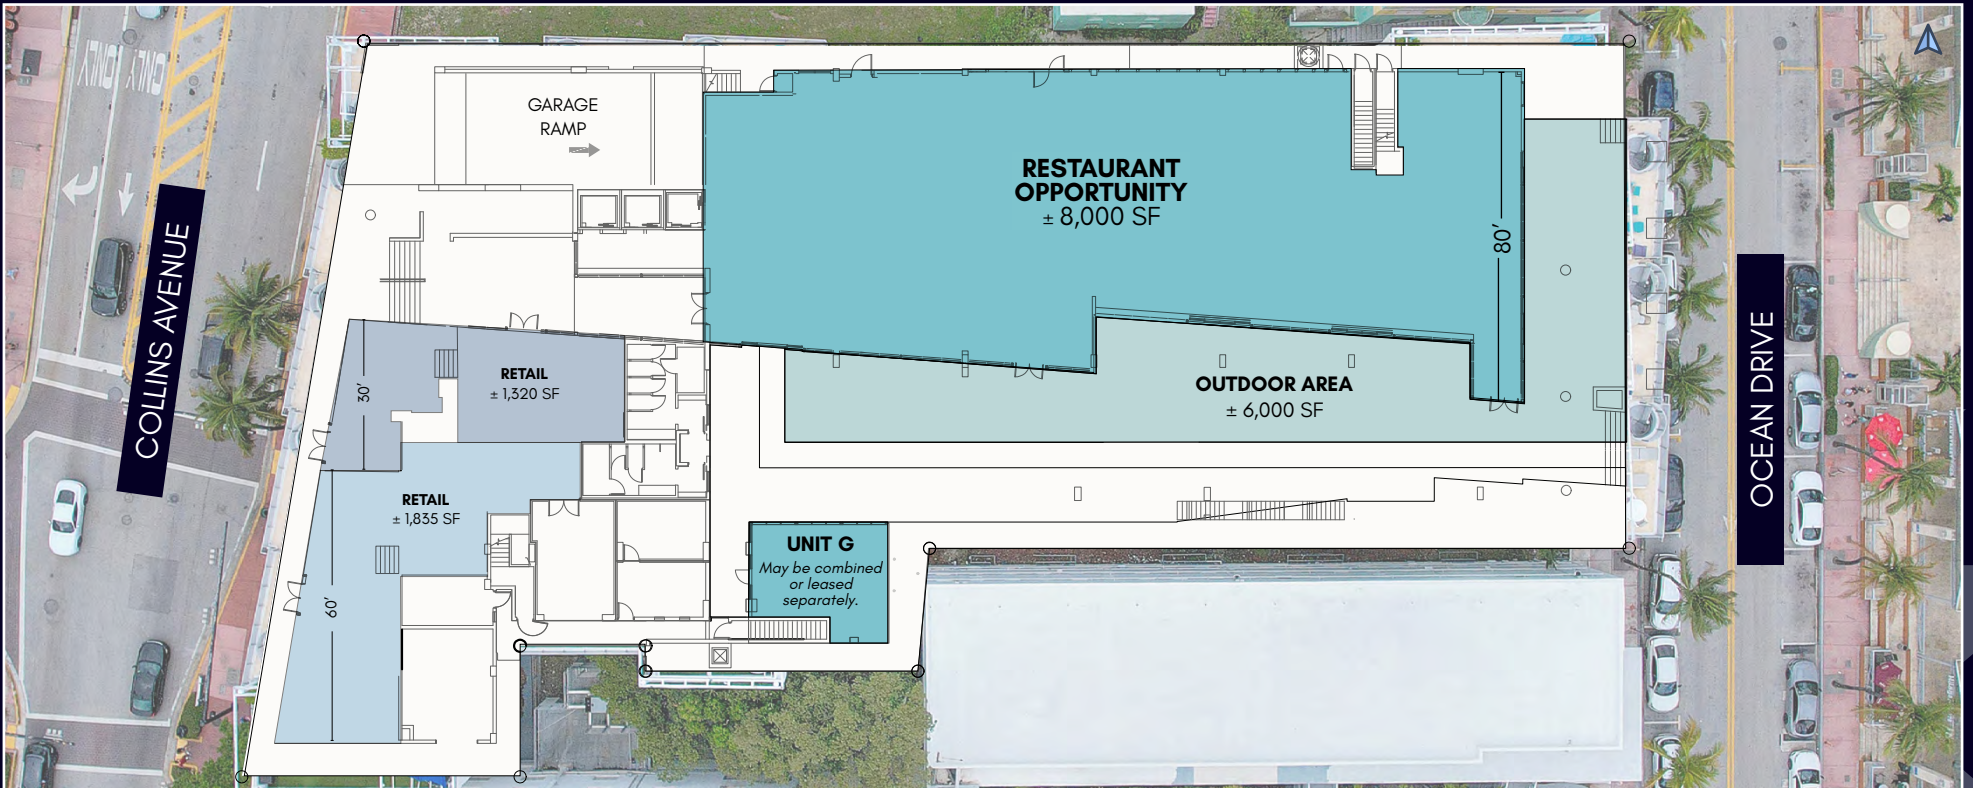 ONLY
ONLY
GARAGE
RAMP
RESTAURANT
OPPORTUNITY
± 8,000 SF
80'
COLLINS AVENUE
OCEAN DRIVE
30'
RETAIL
± 1,320 SF
OUTDOOR AREA
± 6,000 SF
RETAIL
± 1,835 SF
60'
UNIT G
May be combined
or leased
separately.